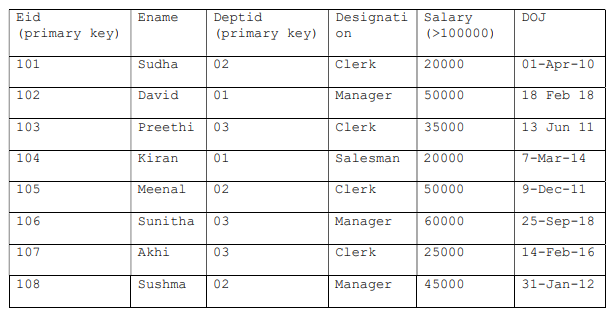 Eid (primary key) Ename Deptid (primary key) Designati on Salary (>100000) DOJ
101 Sudha 02 Clerk 20000 01-Apr-10
102 David 01 Manager 50000 18 Feb 18
103 Preethi 03 Clerk 35000 13 Jun 11
104 Kiran 01 Salesman 20000 7-Mar-14
105 Meenal 02 Clerk 50000 9-Dec-11
106 Sunitha 03 Manager 60000 25-Sep-18
107 Akhi 03 Clerk 25000 14-Feb-16
108 Sushma 02 Manager 45000 31-Jan-12